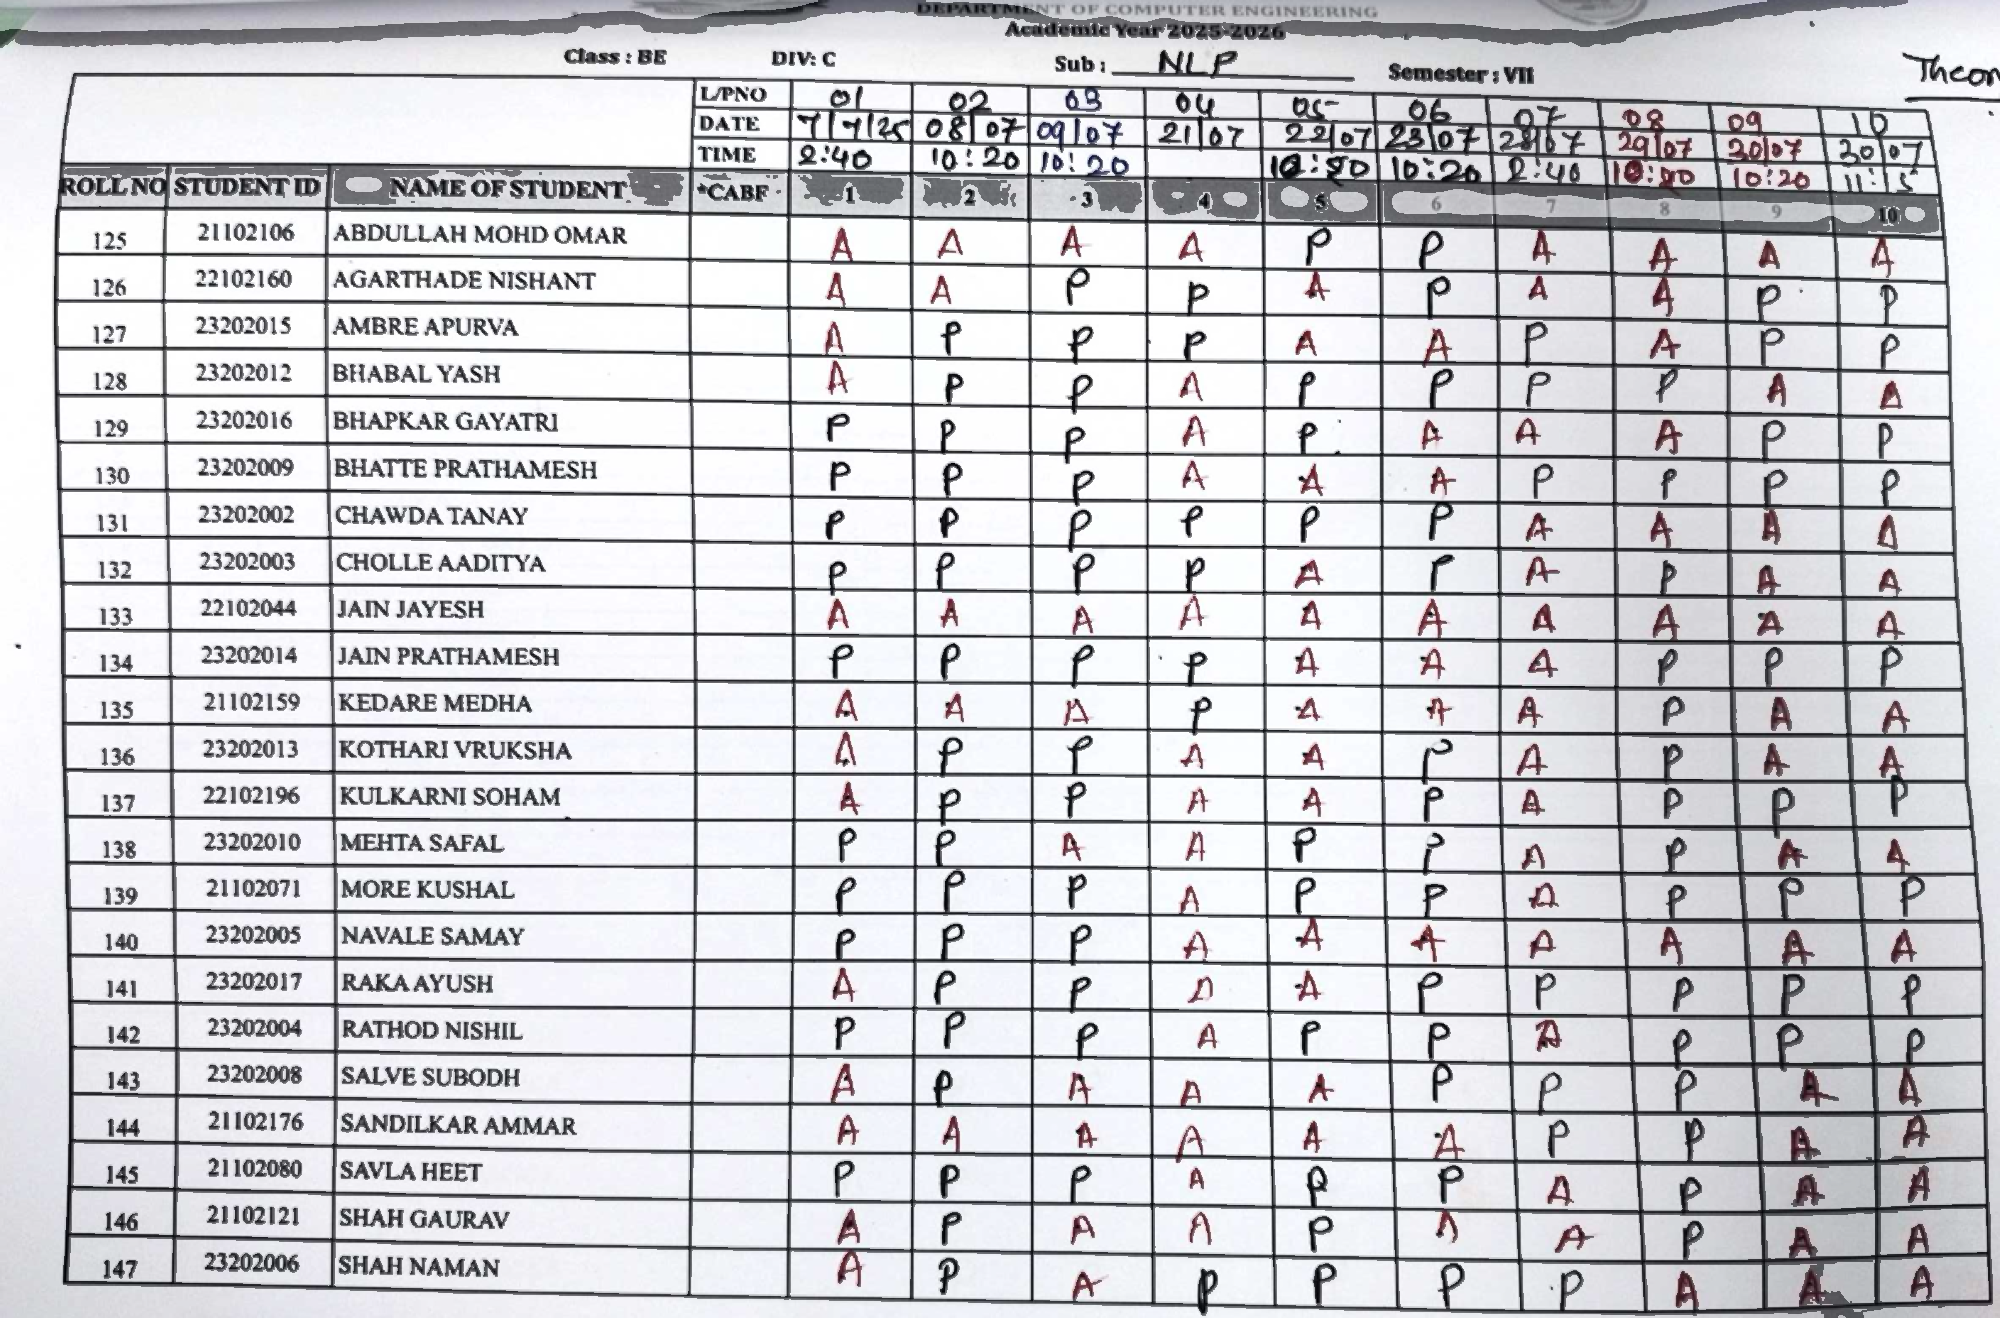 DEPARTMENT OF COMPUTER ENGINEERING
Academic Year 2025-2026
Class : BE DIV: C Sub : NLP Semester : VII
L/PNO 01 02 03 04 05 06 07 08 09 10
DATE 7/7/25 08/07 09/07 21/07 22/07 23/07 28/07 29/07 30/07 30/07
TIME 2:40 10:20 10:20 10:20 2:40 10:20 11:15
ROLL NO STUDENT ID NAME OF STUDENT *CABF 1 2 3 4 5 6 7 8 9 10
125 21102106 ABDULLAH MOHD OMAR A A A A P P A A A A
126 22102160 AGARTHADE NISHANT A A P P A P A A P P
127 23202015 AMBRE APURVA A P P P A A P A P P
128 23202012 BHABAL YASH A P P A P P P P A A
129 23202016 BHAPKAR GAYATRI P P P A P A A A P P
130 23202009 BHATTE PRATHAMESH P P P A A A P P P P
131 23202002 CHAWDA TANAY P P P P P P A A A A
132 23202003 CHOLLE AADITYA P P P P A P A P A A
133 22102044 JAIN JAYESH A A A A A A A A A A
134 23202014 JAIN PRATHAMESH P P P P A A A P P P
135 21102159 KEDARE MEDHA A A A P A A A P A A
136 23202013 KOTHARI VRUKSHA A P P A A P A P A A
137 22102196 KULKARNI SOHAM A P P A A P A P P P
138 23202010 MEHTA SAFAL P P A A P P A P A A
139 21102071 MORE KUSHAL P P P A P P A P P P
140 23202005 NAVALE SAMAY P P P A A A A A A A
141 23202017 RAKA AYUSH A P P A A P P P P P
142 23202004 RATHOD NISHIL P P P A P P A P P P
143 23202008 SALVE SUBODH A P A A A P P P A A
144 21102176 SANDILKAR AMMAR A A A A A A P P A A
145 21102080 SAVLA HEET P P P A P P A P A A
146 21102121 SHAH GAURAV A P A A P A A P A A
147 23202006 SHAH NAMAN A P A P P P P A A A